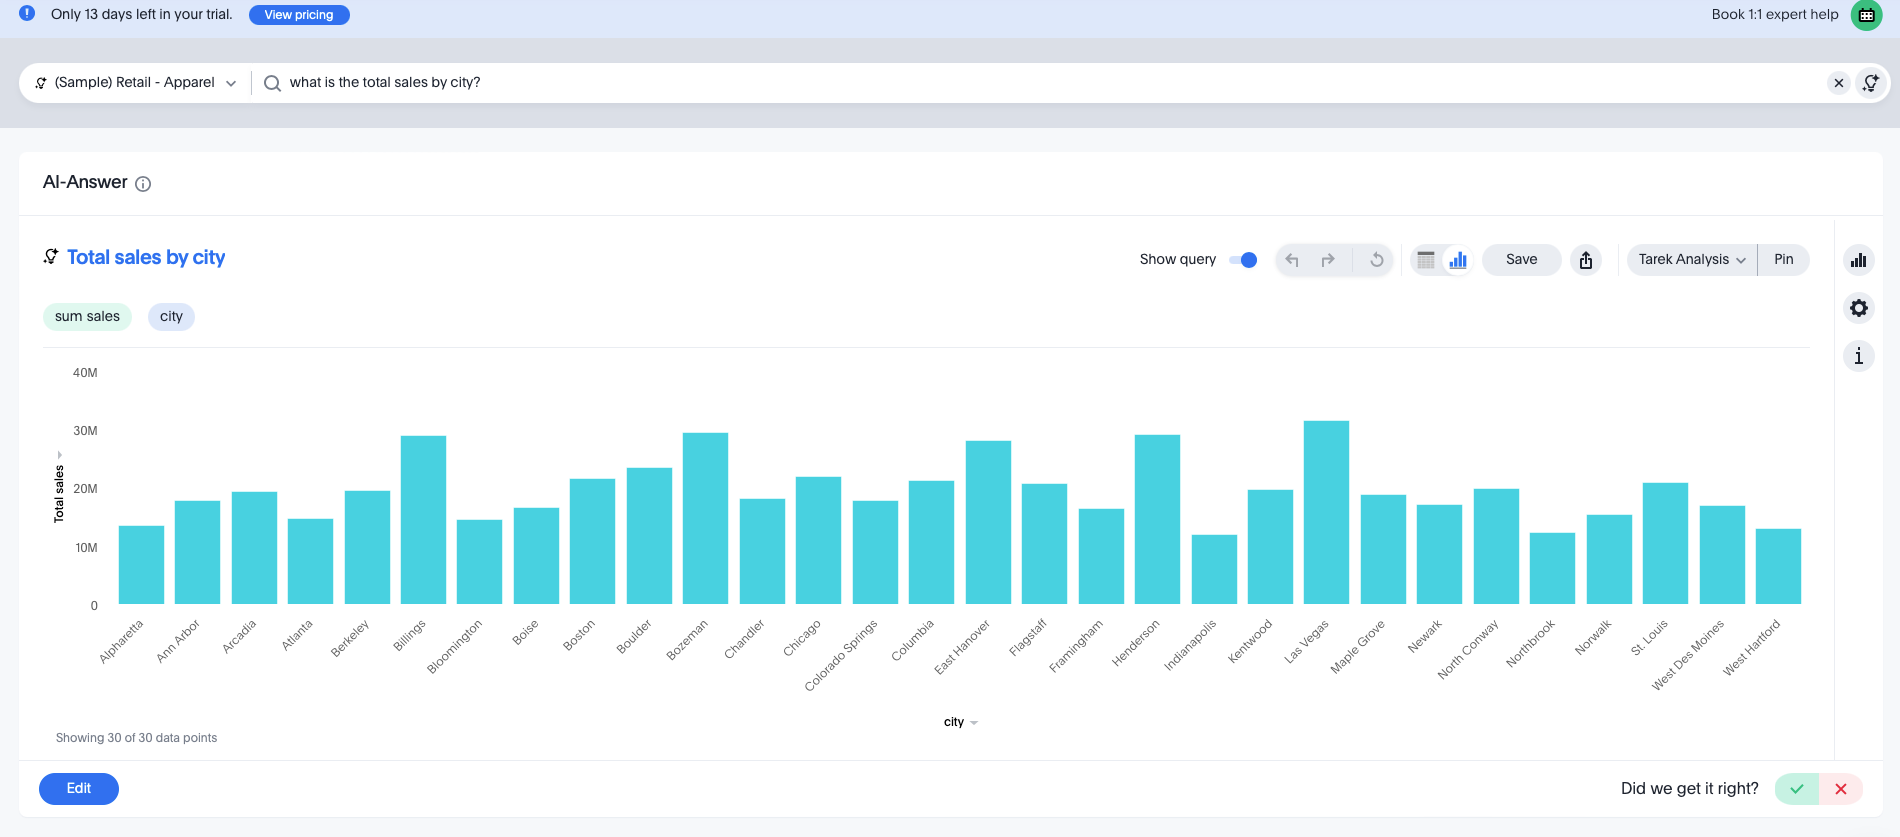 Only 13 days left in your trial. View pricing Book 1:1 expert help
(Sample) Retail - Apparel what is the total sales by city?
AI-Answer
Total sales by city Show query Save Tarek Analysis Pin
sum sales city
40M
30M
20M
10M
0
Total sales
Alpharetta Ann Arbor Arcadia Atlanta Berkeley Billings Bloomington Boise Boston Boulder Bozeman Chandler Chicago Colorado Springs Columbia East Hanover Flagstaff Framingham Henderson Indianapolis Kentwood Las Vegas Maple Grove Newark North Conway Northbrook Norwalk St. Louis West Des Moines West Hartford
city
Showing 30 of 30 data points
Edit Did we get it right?